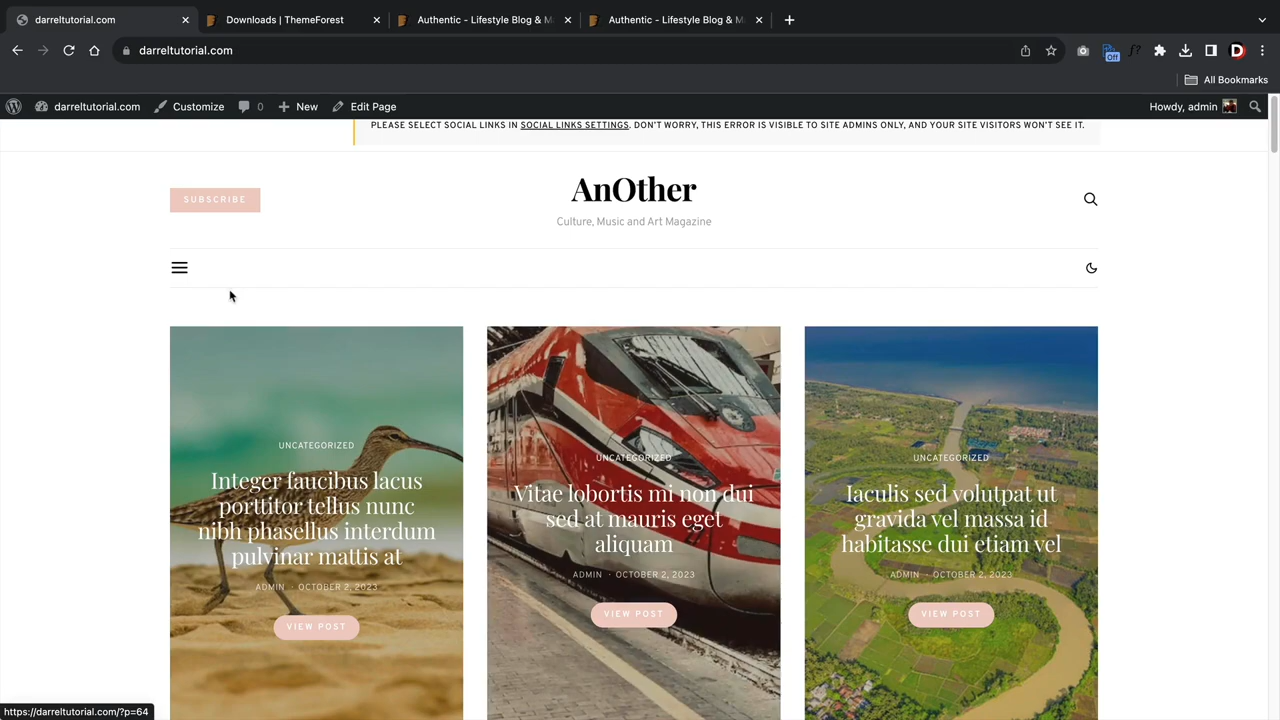 darreltutorial.com
Downloads | ThemeForest
Authentic - Lifestyle Blog & M
Authentic - Lifestyle Blog & M
darreltutorial.com
Off
f?
D
All Bookmarks
darreltutorial.com
Customize
0
New
Edit Page
Howdy, admin
PLEASE SELECT SOCIAL LINKS IN SOCIAL LINKS SETTINGS. DON'T WORRY, THIS ERROR IS VISIBLE TO SITE ADMINS ONLY, AND YOUR SITE VISITORS WON'T SEE IT.
SUBSCRIBE
AnOther
Culture, Music and Art Magazine
UNCATEGORIZED
Integer faucibus lacus
porttitor tellus nunc
nibh phasellus interdum
pulvinar mattis at
ADMIN · OCTOBER 2, 2023
VIEW POST
UNCATEGORIZED
Vitae lobortis mi non dui
sed at mauris eget
aliquam
ADMIN · OCTOBER 2, 2023
VIEW POST
UNCATEGORIZED
Iaculis sed volutpat ut
gravida vel massa id
habitasse dui etiam vel
ADMIN · OCTOBER 2, 2023
VIEW POST
https://darreltutorial.com/?p=64